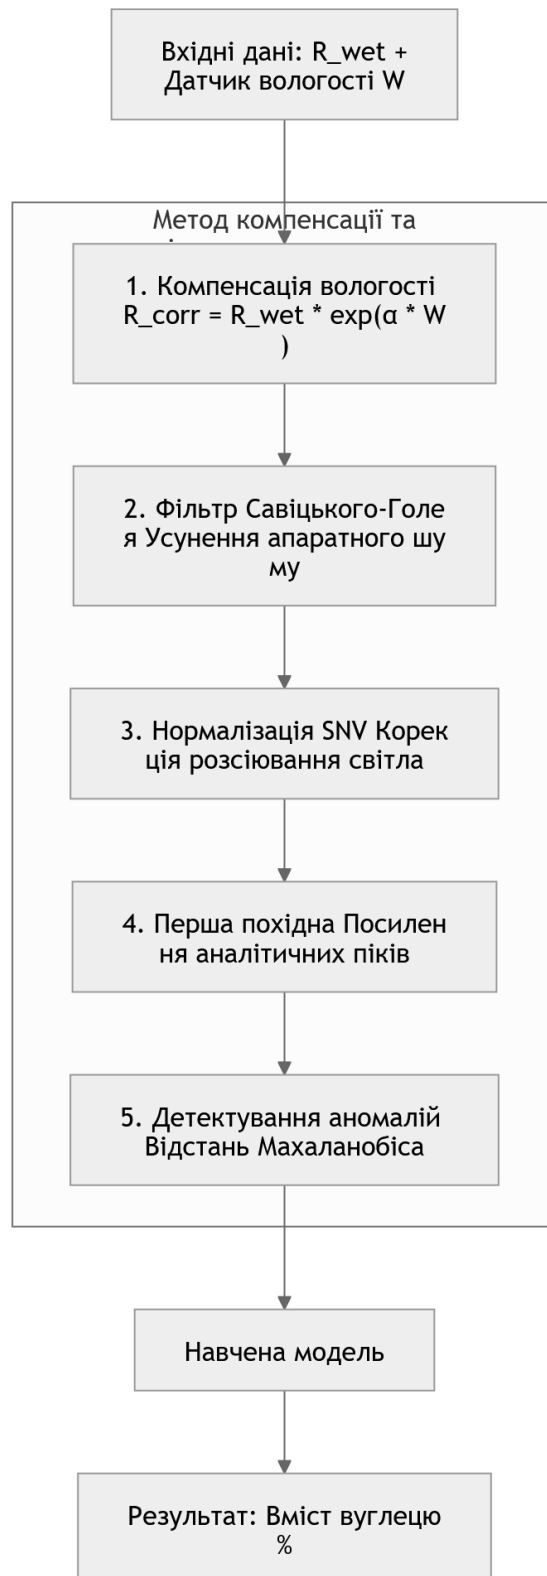 Вхідні дані: R_wet +
Датчик вологості W
Метод компенсації та
1. Компенсація вологості
R_corr = R_wet * exp(α * W
)
2. Фільтр Савіцького-Голе
я Усунення апаратного шу
му
3. Нормалізація SNV Корек
ція розсіювання світла
4. Перша похідна Посилен
ня аналітичних піків
5. Детектування аномалій
Відстань Махаланобіса
Навчена модель
Результат: Вміст вуглецю
%